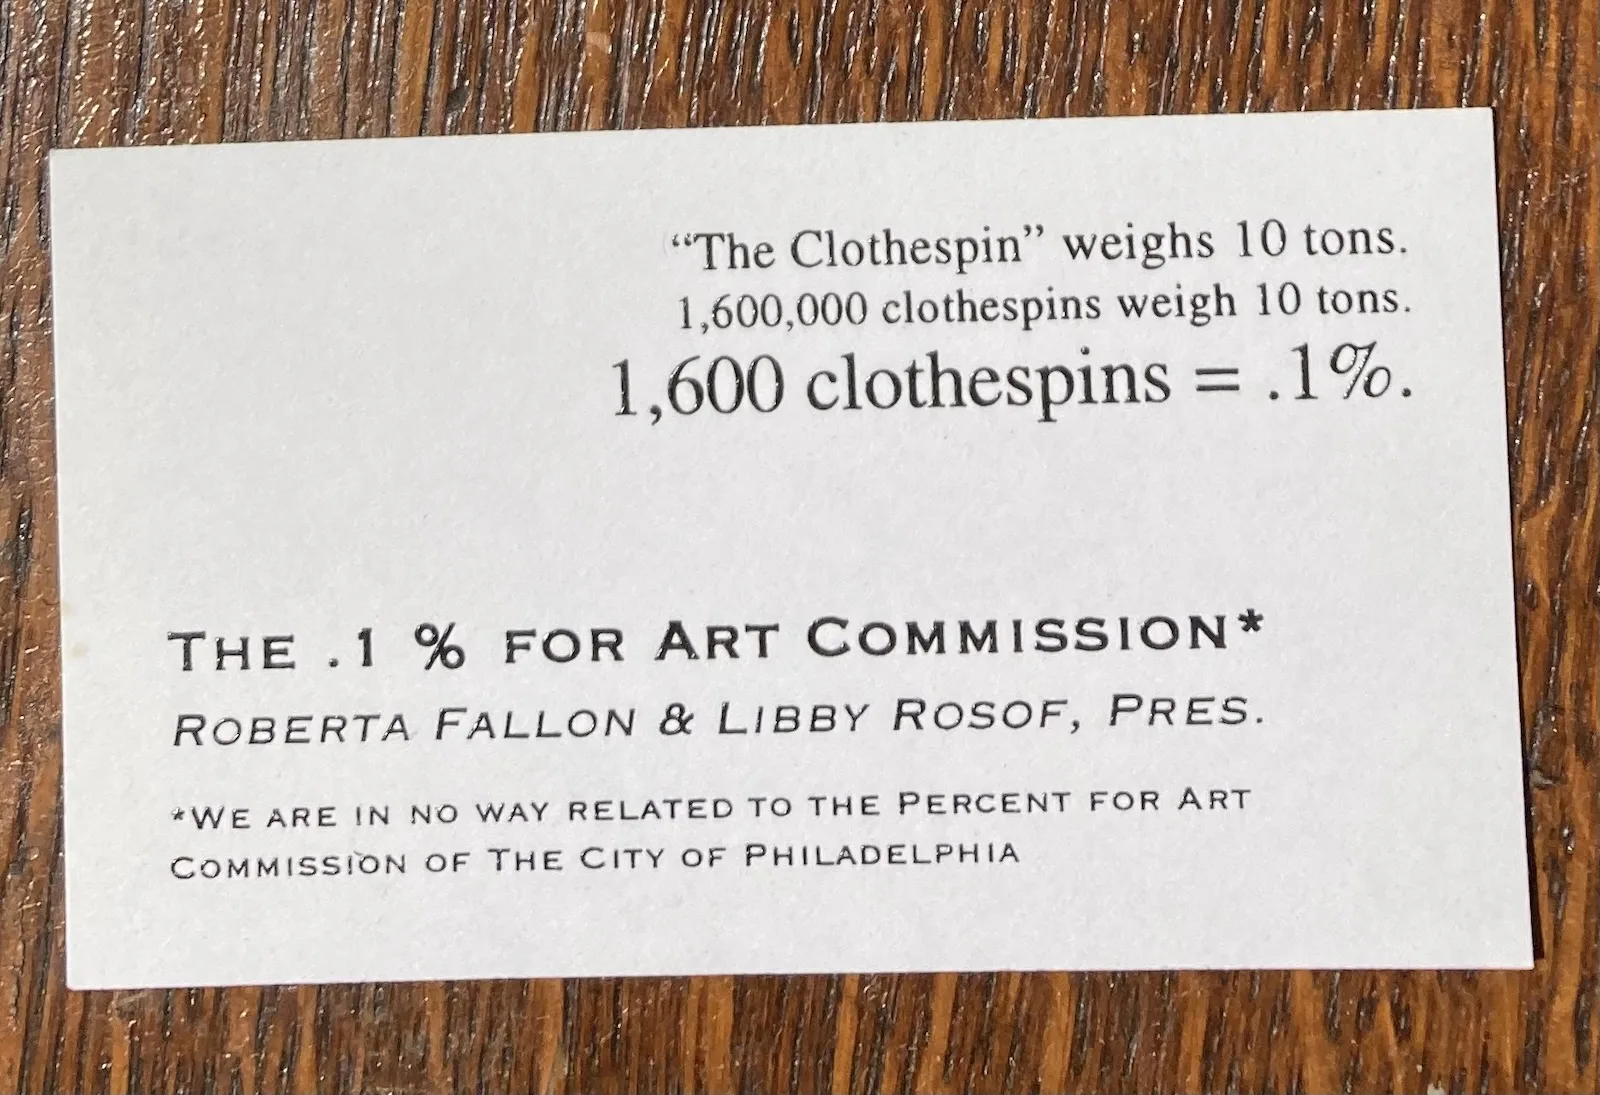 “The Clothespin” weighs 10 tons.
1,600,000 clothespins weigh 10 tons.
1,600 clothespins = .1%.
THE .1 % FOR ART COMMISSION*
ROBERTA FALLON & LIBBY ROSOF, PRES.
*WE ARE IN NO WAY RELATED TO THE PERCENT FOR ART
COMMISSION OF THE CITY OF PHILADELPHIA